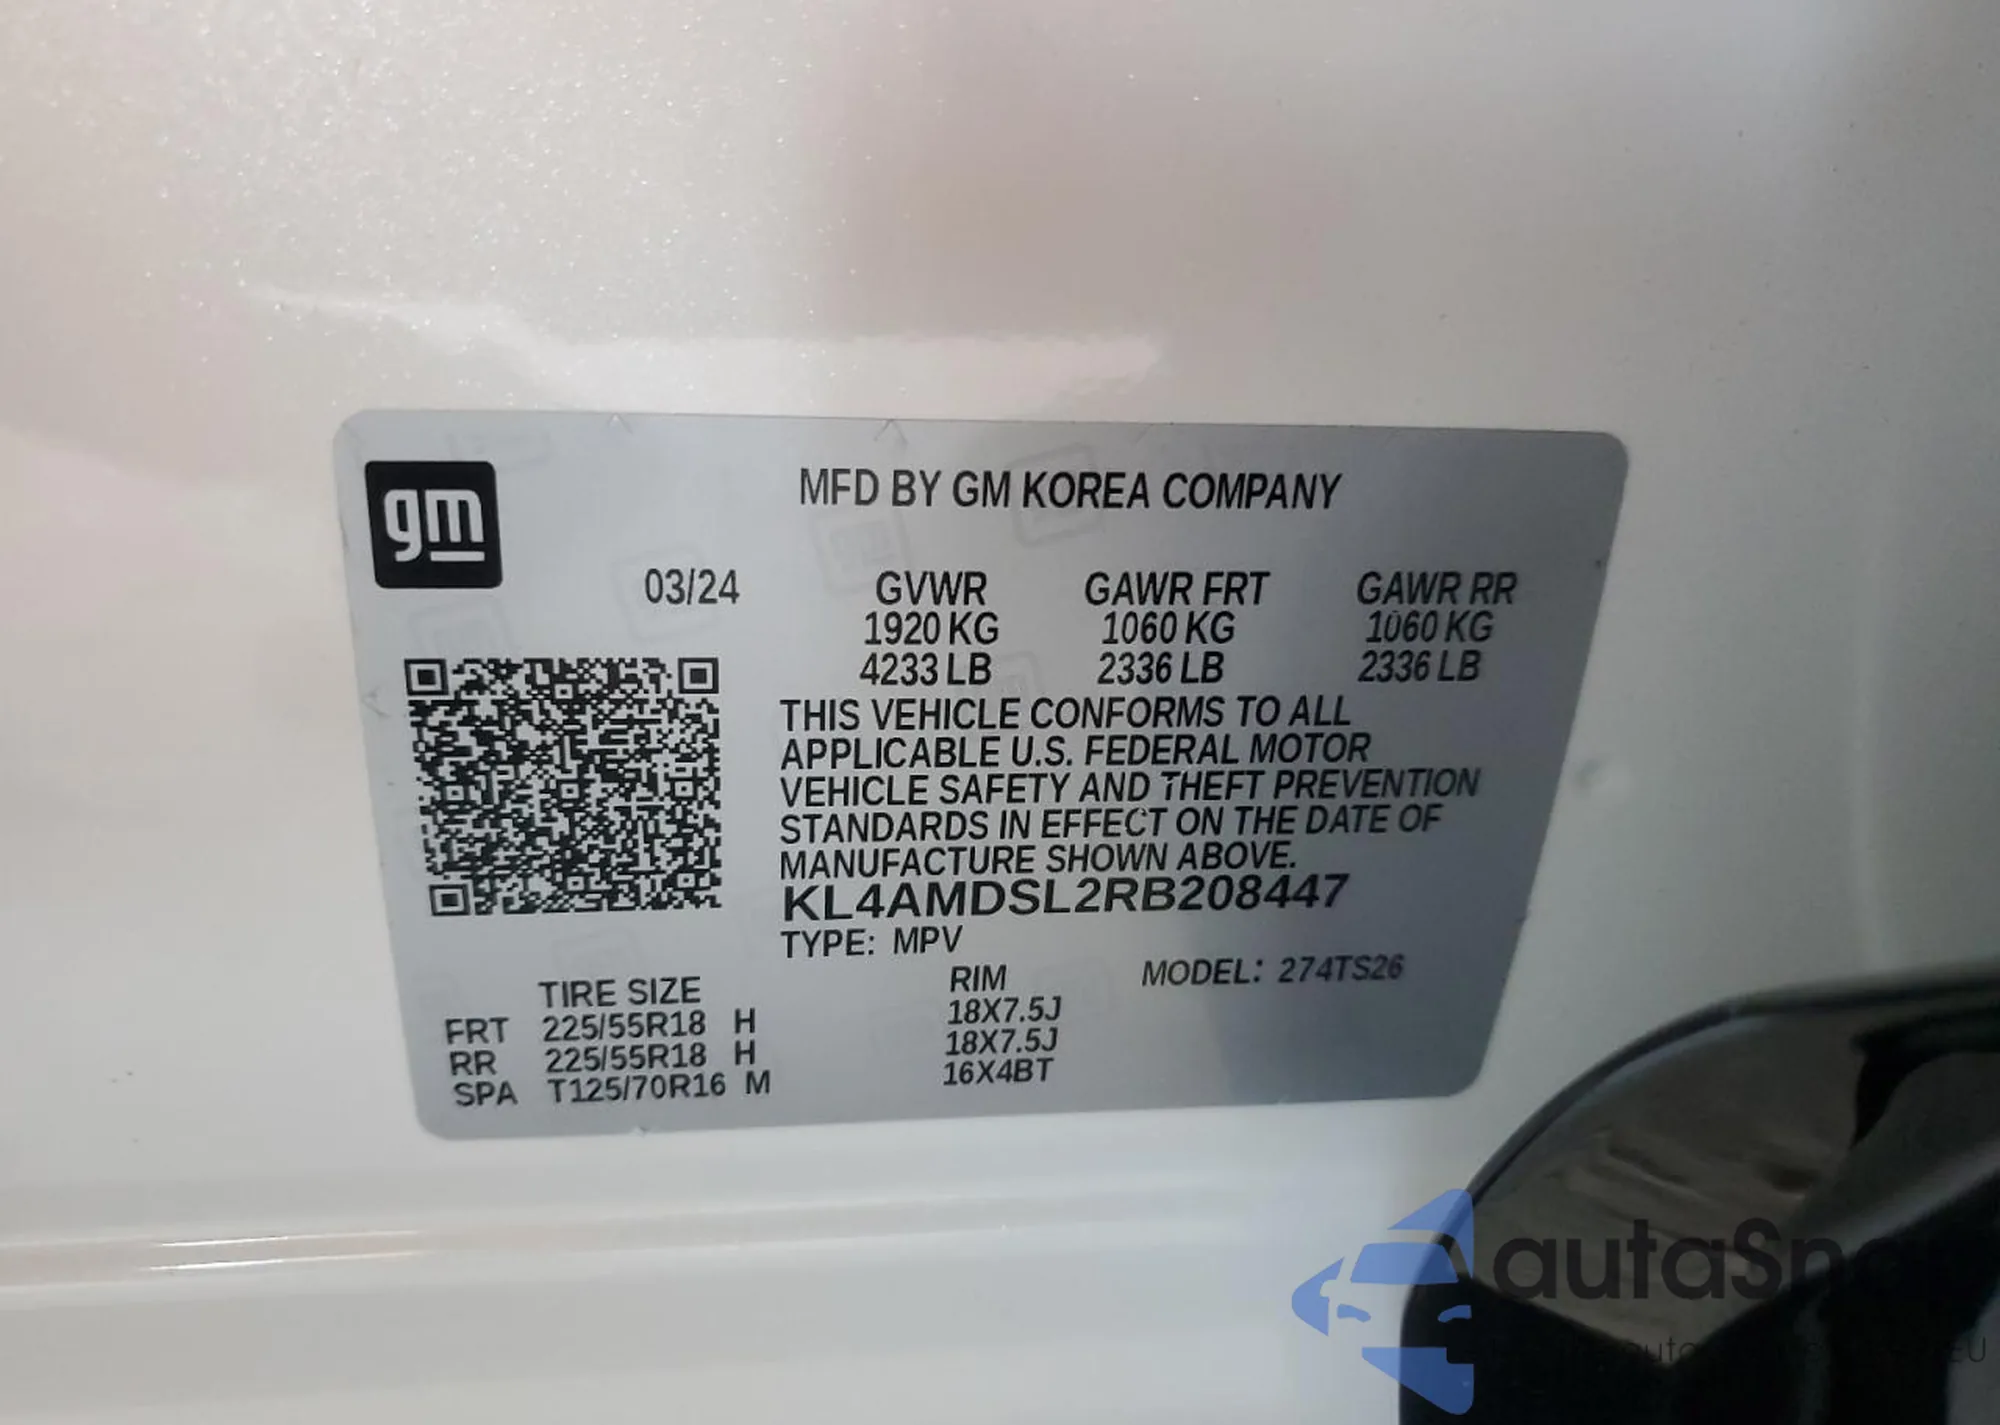 gm
MFD BY GM KOREA COMPANY
03/24 GVWR GAWR FRT GAWR RR
1920 KG 1060 KG 1060 KG
4233 LB 2336 LB 2336 LB
THIS VEHICLE CONFORMS TO ALL
APPLICABLE U.S. FEDERAL MOTOR
VEHICLE SAFETY AND THEFT PREVENTION
STANDARDS IN EFFECT ON THE DATE OF
MANUFACTURE SHOWN ABOVE.
KL4AMDSL2RB208447
TYPE: MPV
TIRE SIZE RIM MODEL: 274TS26
FRT 225/55R18 H 18X7.5J
RR 225/55R18 H 18X7.5J
SPA T125/70R16 M 16X4BT